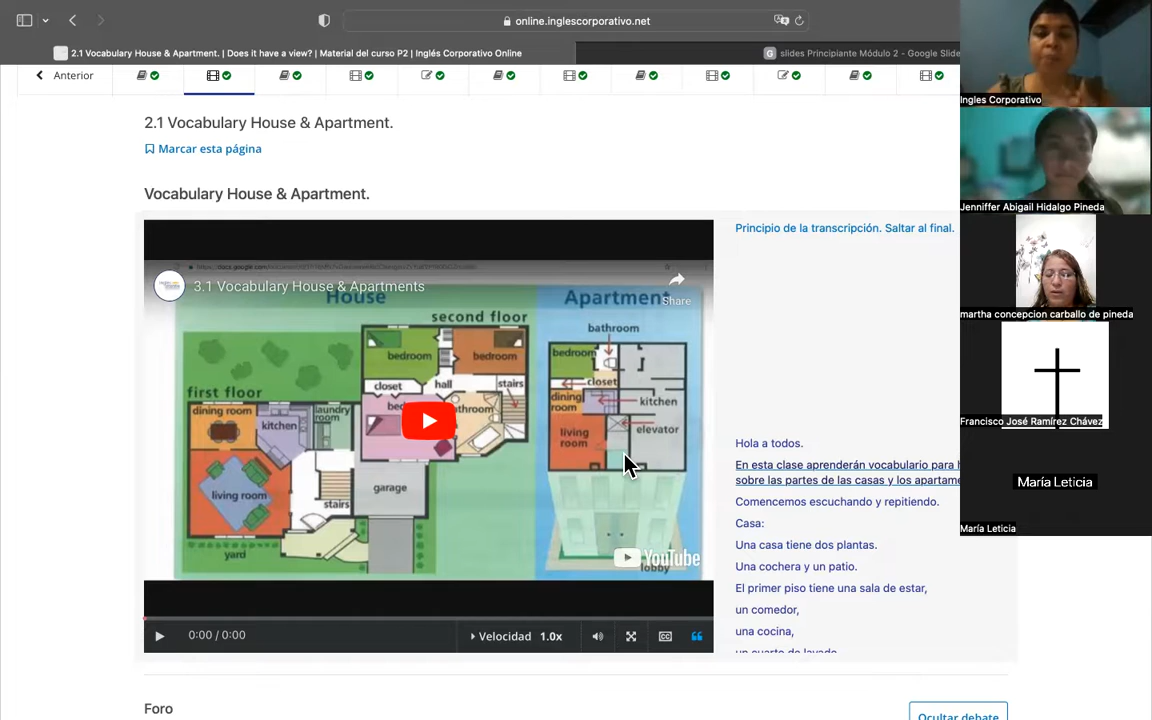 online.inglescorporativo.net
2.1 Vocabulary House & Apartment. | Does it have a view? | Material del curso P2 | Inglés Corporativo Online
slides Principiante Módulo 2 - Google Slide
Anterior
2.1 Vocabulary House & Apartment.
Marcar esta página
Vocabulary House & Apartment.
3.1 Vocabulary House & Apartments
Share
House
Apartment
second floor
bathroom
bedroom
bedroom
bedroom
closet
hall
stairs
closet
first floor
dining room
kitchen
laundry room
dining room
kitchen
elevator
living room
living room
garage
stairs
yard
YouTube
lobby
0:00 / 0:00
Velocidad 1.0x
Principio de la transcripción. Saltar al final.
Hola a todos.
En esta clase aprenderán vocabulario para
sobre las partes de las casas y los
Comencemos escuchando y repitiendo.
Casa:
Una casa tiene dos plantas.
Una cochera y un patio.
El primer piso tiene una sala de estar,
un comedor,
una cocina,
un cuarto de lavado
Foro
Ocultar debate
Ingles Corporativo
Jenniffer Abigail Hidalgo Pineda
martha concepcion carballo de pineda
Francisco José Ramírez Chávez
María Leticia
María Leticia